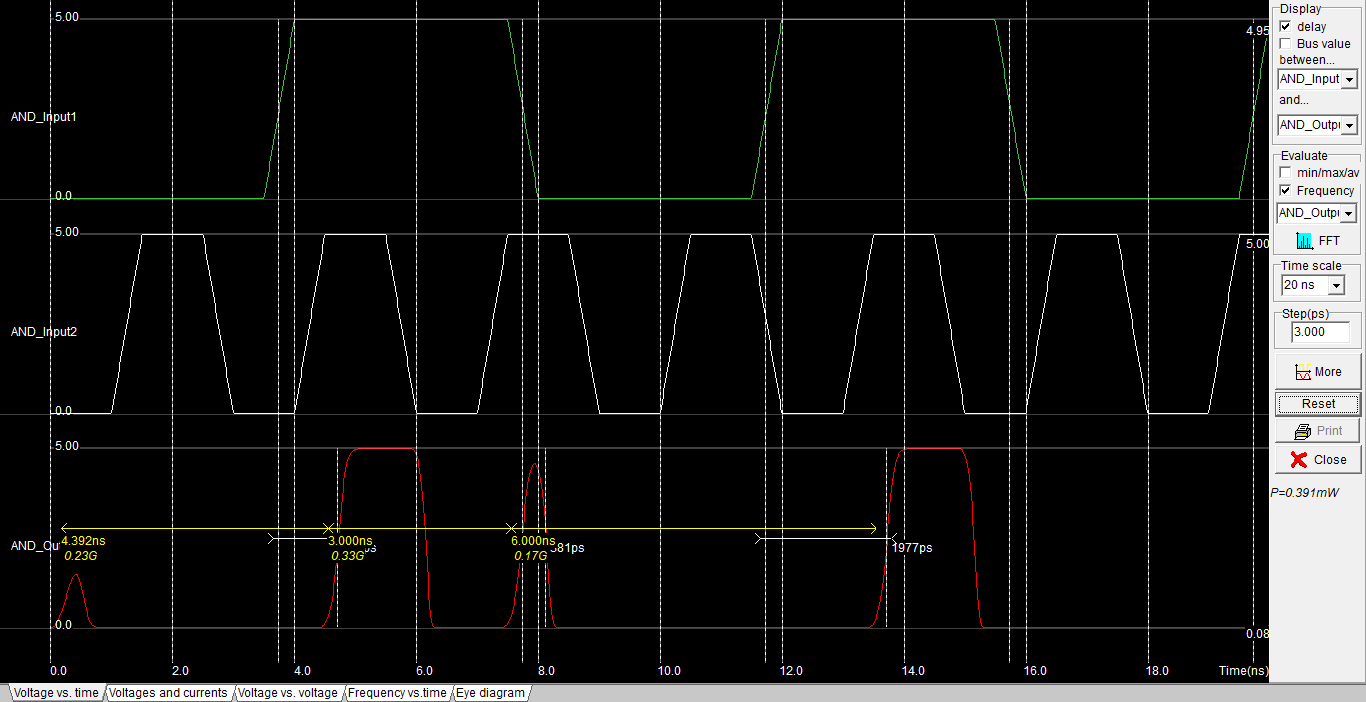 5.00
AND_Input1
0.0
4.95
5.00
AND_Input2
0.0
5.00
5.00
AND_Ou
0.0
0.08
4.392ns
0.23G
3.000ns
0.33G
6.000ns
0.17G
81ps
1977ps
0.0 2.0 4.0 6.0 8.0 10.0 12.0 14.0 16.0 18.0 Time(ns)
Voltage vs. time Voltages and currents Voltage vs. voltage Frequency vs.time Eye diagram
Display
delay
Bus value
between...
AND_Input
and...
AND_Outpu
Evaluate
min/max/av
Frequency
AND_Outpu
FFT
Time scale
20 ns
Step(ps)
3.000
More
Reset
Print
Close
P=0.391mW